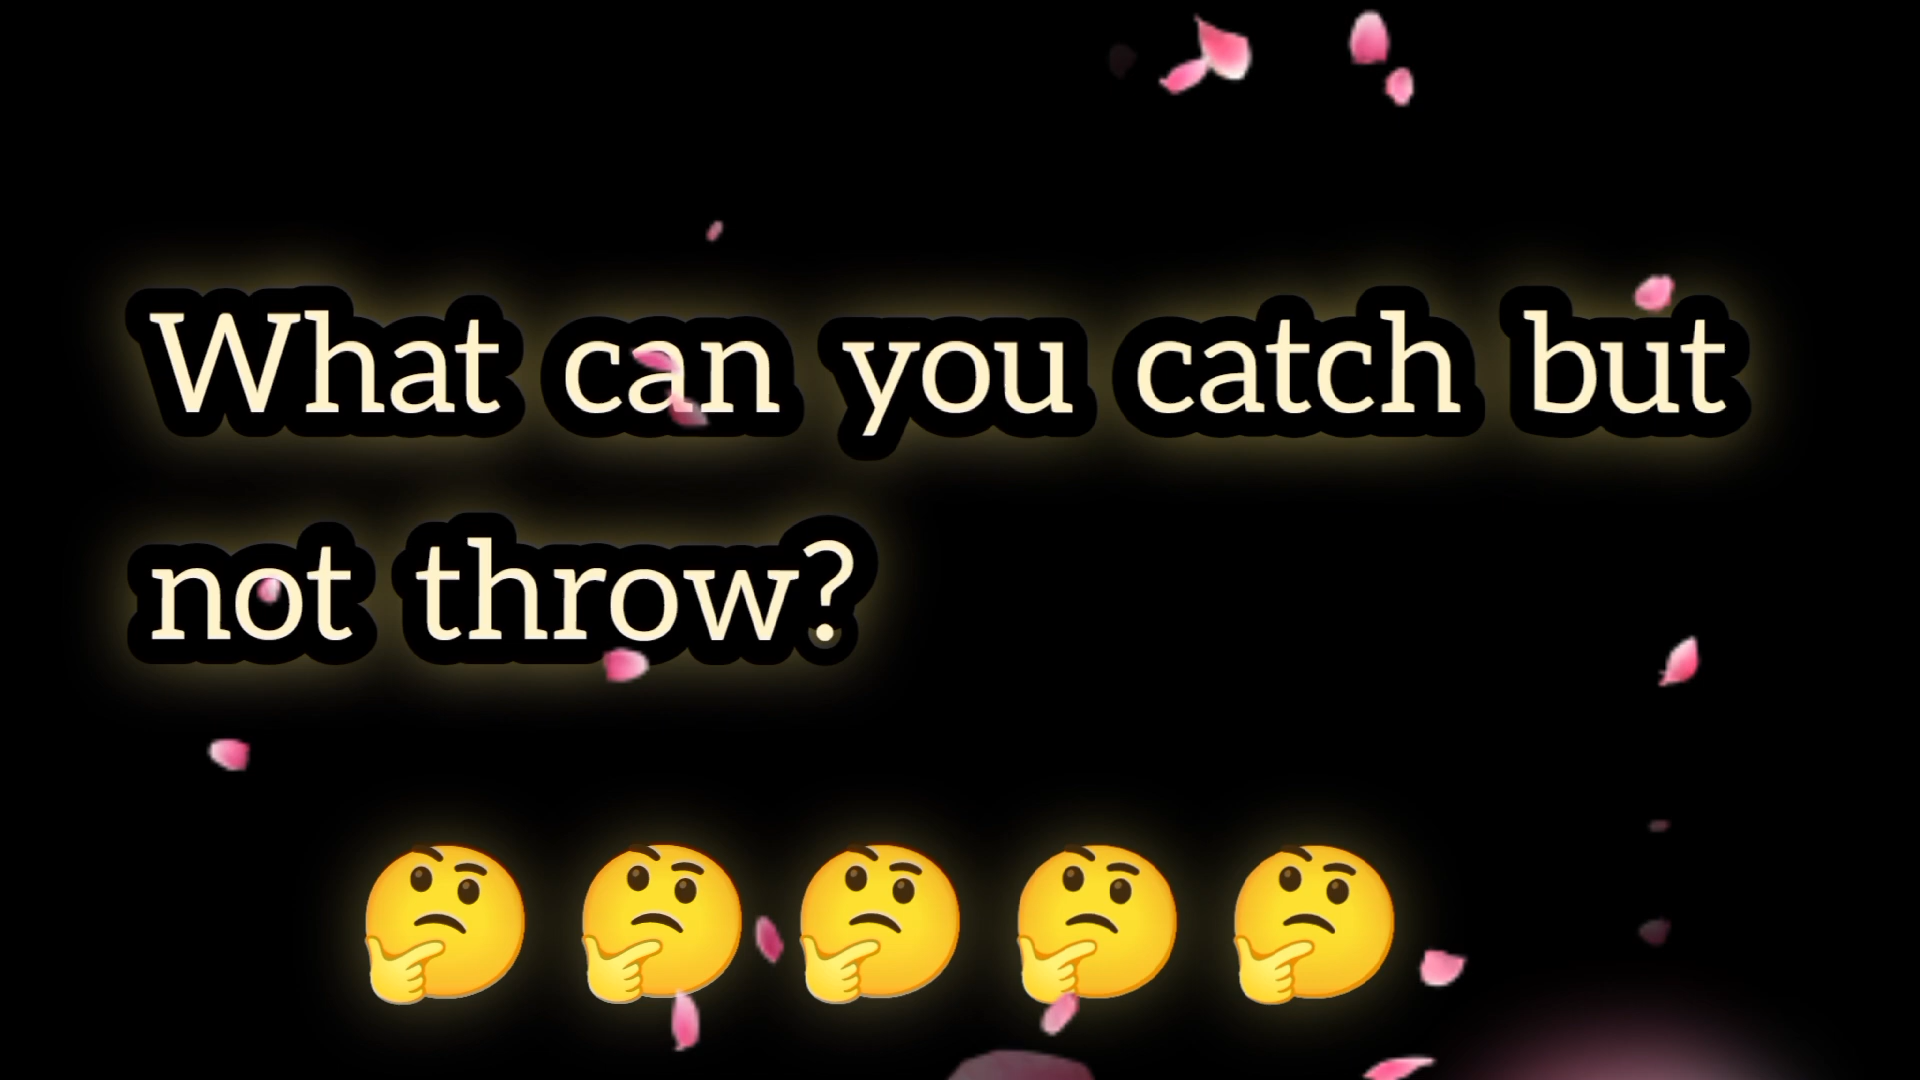 What can you catch but
not throw?
🤔 🤔 🤔 🤔 🤔